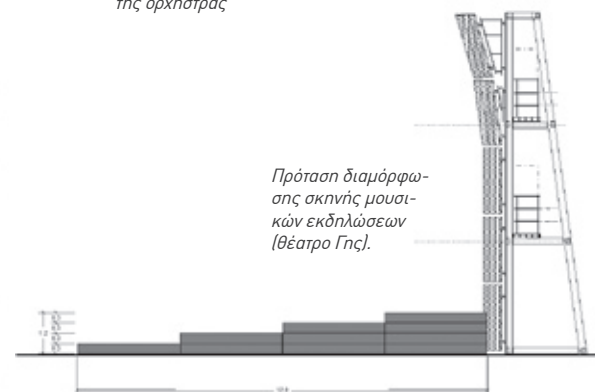 της ορχήστρας
Πρόταση διαμόρφω-
σης σκηνής μουσι-
κών εκδηλώσεων
(θέατρο Γης).